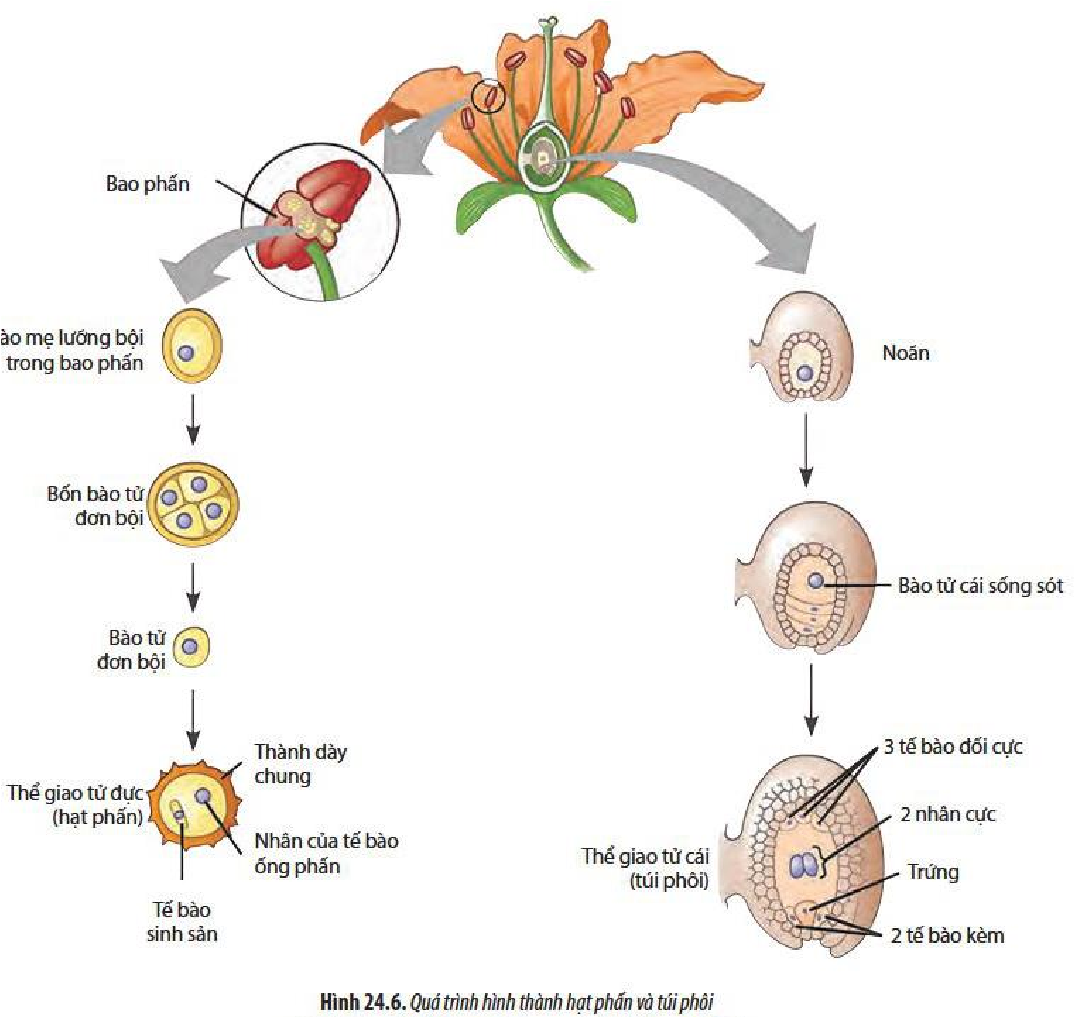 Bao phấn
ào mẹ lưỡng bội
trong bao phấn
Bốn bào tử
đơn bội
Bào tử
đơn bội
Thể giao tử đực
(hạt phấn)
Thành dày
chung
Nhân của tế bào
ống phấn
Tế bào
sinh sản
Noãn
Bào tử cái sống sót
3 tế bào đối cực
2 nhân cực
Thể giao tử cái
(túi phôi)
Trứng
2 tế bào kèm
Hình 24.6. Quá trình hình thành hạt phấn và túi phôi